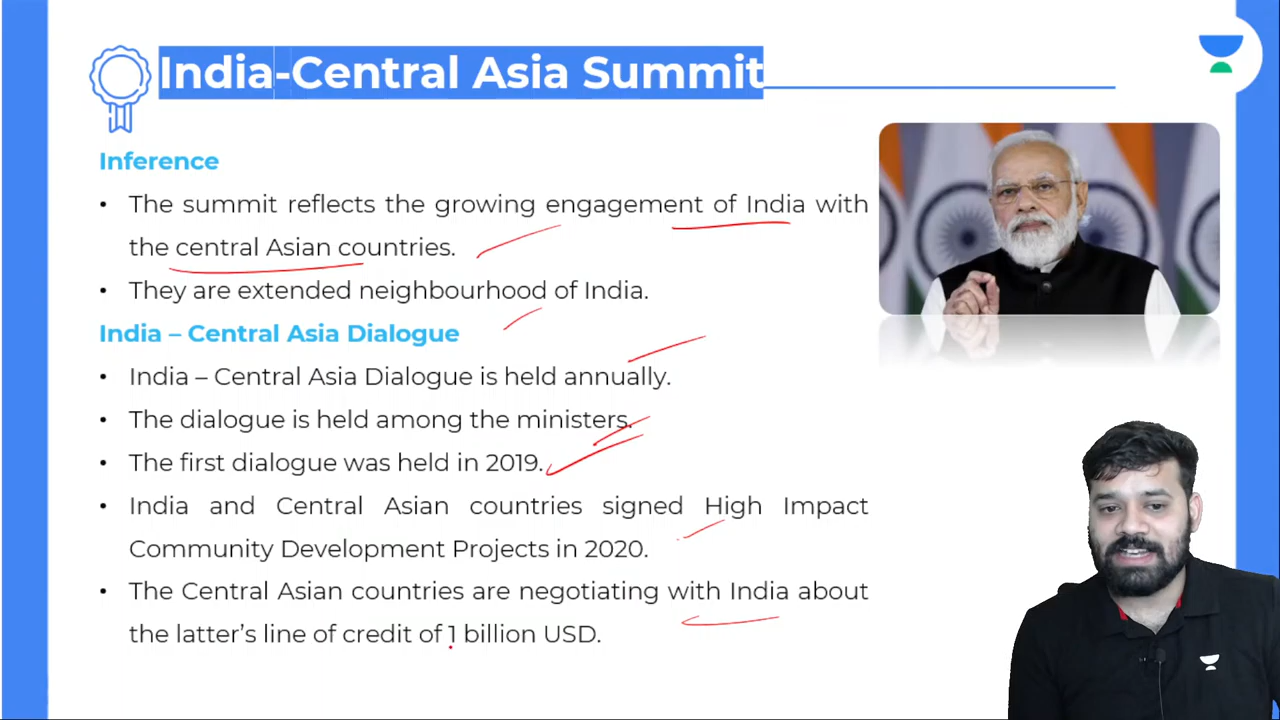 India-Central Asia Summit
Inference
• The summit reflects the growing engagement of India with
the central Asian countries.
• They are extended neighbourhood of India.
India – Central Asia Dialogue
• India – Central Asia Dialogue is held annually.
• The dialogue is held among the ministers.
• The first dialogue was held in 2019.
• India and Central Asian countries signed High Impact
Community Development Projects in 2020.
• The Central Asian countries are negotiating with India about
the latter's line of credit of 1 billion USD.